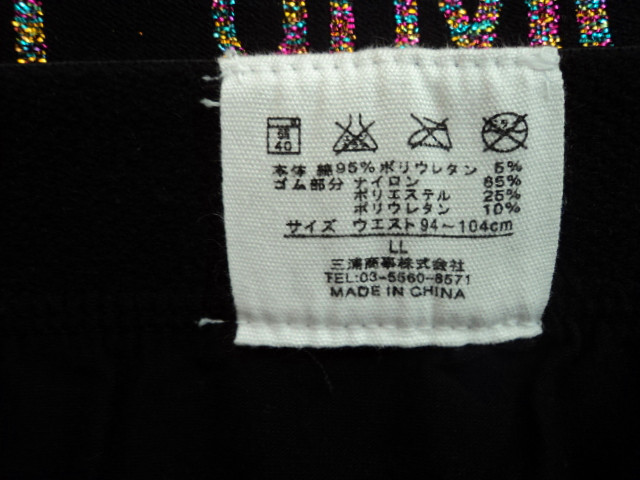 弱
40
本体 綿95% ポリウレタン 5%
ゴム部分 ナイロン 65%
ポリエステル 25%
ポリウレタン 10%
サイズ ウエスト94～104cm
LL
三浦商事株式会社
TEL:03-5660-8571
MADE IN CHINA